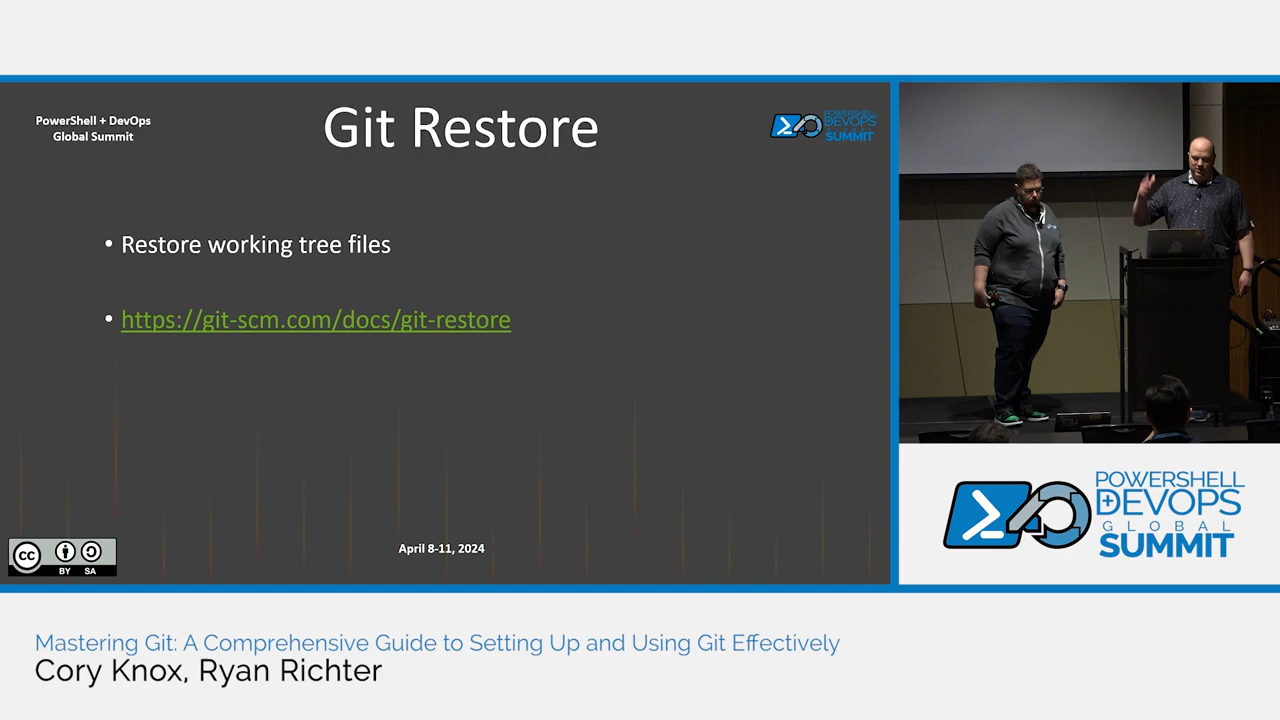 PowerShell + DevOps
Global Summit
Git Restore
POWERSHELL
DEVOPS
GLOBAL
SUMMIT
• Restore working tree files
• https://git-scm.com/docs/git-restore
April 8-11, 2024
cc
BY SA
POWERSHELL
DEVOPS
GLOBAL
SUMMIT
Mastering Git: A Comprehensive Guide to Setting Up and Using Git Effectively
Cory Knox, Ryan Richter